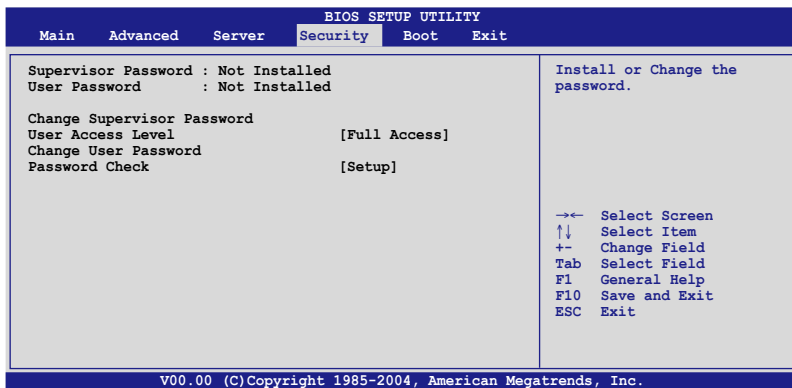 BIOS SETUP UTILITY
Main Advanced Server Security Boot Exit
Supervisor Password : Not Installed
User Password : Not Installed
Change Supervisor Password
User Access Level [Full Access]
Change User Password
Password Check [Setup]
Install or Change the
password.
→← Select Screen
↑↓ Select Item
+- Change Field
Tab Select Field
F1 General Help
F10 Save and Exit
ESC Exit
V00.00 (C)Copyright 1985-2004, American Megatrends, Inc.